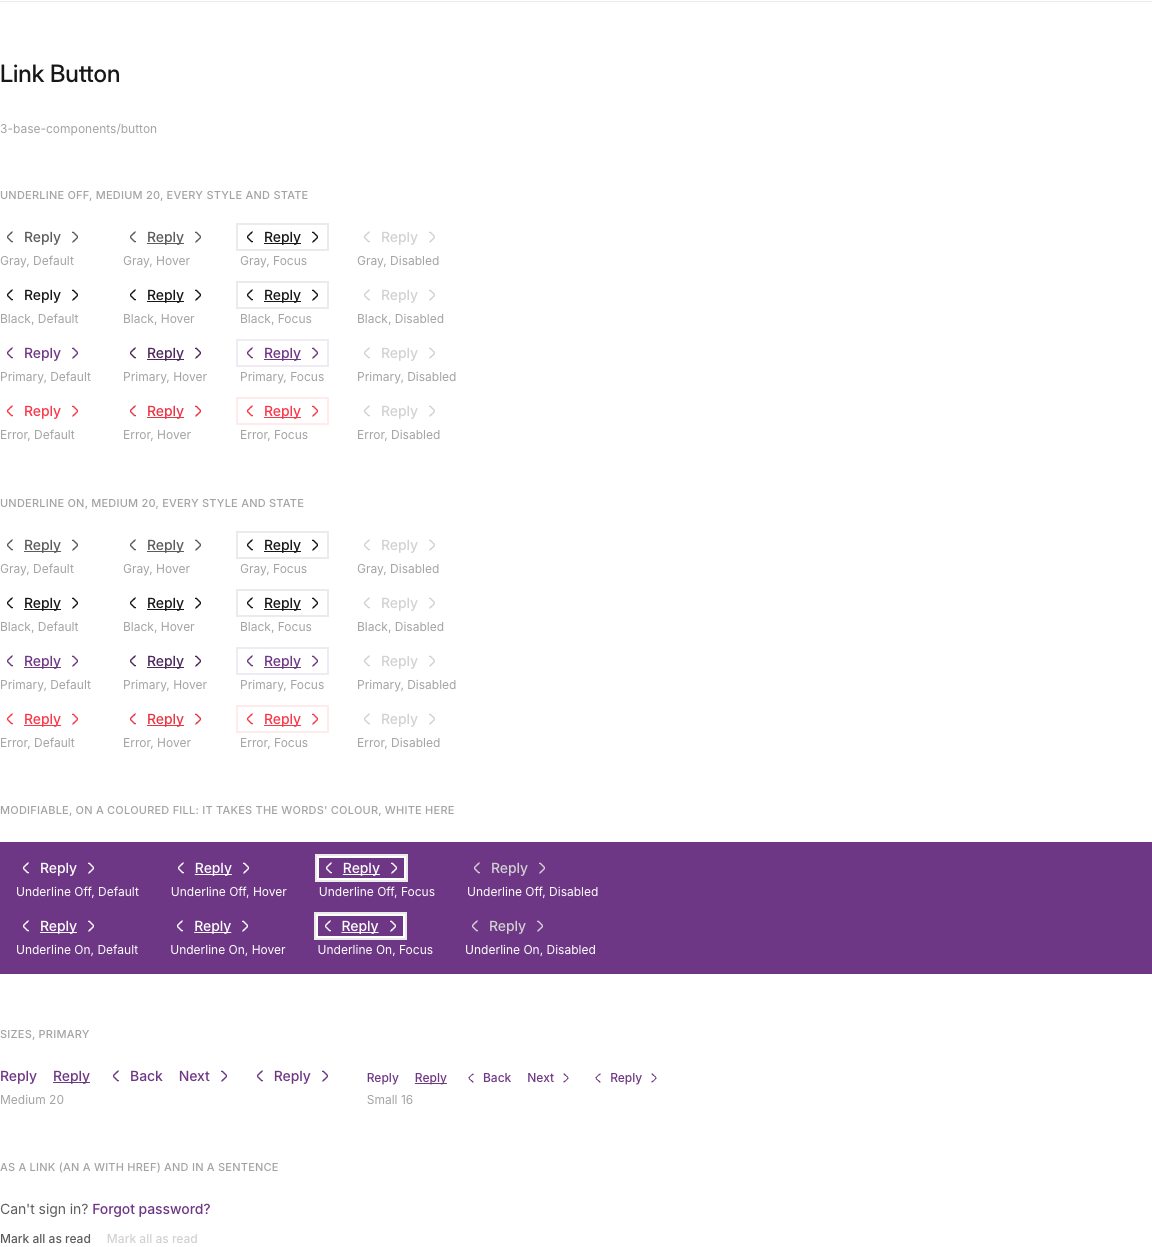 Link Button
3-base-components/button
UNDERLINE OFF, MEDIUM 20, EVERY STYLE AND STATE
Reply Reply Reply Reply
Gray, Default Gray, Hover Gray, Focus Gray, Disabled
Reply Reply Reply Reply
Black, Default Black, Hover Black, Focus Black, Disabled
Reply Reply Reply Reply
Primary, Default Primary, Hover Primary, Focus Primary, Disabled
Reply Reply Reply Reply
Error, Default Error, Hover Error, Focus Error, Disabled
UNDERLINE ON, MEDIUM 20, EVERY STYLE AND STATE
Reply Reply Reply Reply
Gray, Default Gray, Hover Gray, Focus Gray, Disabled
Reply Reply Reply Reply
Black, Default Black, Hover Black, Focus Black, Disabled
Reply Reply Reply Reply
Primary, Default Primary, Hover Primary, Focus Primary, Disabled
Reply Reply Reply Reply
Error, Default Error, Hover Error, Focus Error, Disabled
MODIFIABLE, ON A COLOURED FILL: IT TAKES THE WORDS' COLOUR, WHITE HERE
Reply Reply Reply Reply
Underline Off, Default Underline Off, Hover Underline Off, Focus Underline Off, Disabled
Reply Reply Reply Reply
Underline On, Default Underline On, Hover Underline On, Focus Underline On, Disabled
SIZES, PRIMARY
Reply Reply Back Next Reply Reply Reply Back Next Reply
Medium 20 Small 16
AS A LINK (AN A WITH HREF) AND IN A SENTENCE
Can't sign in? Forgot password?
Mark all as read Mark all as read